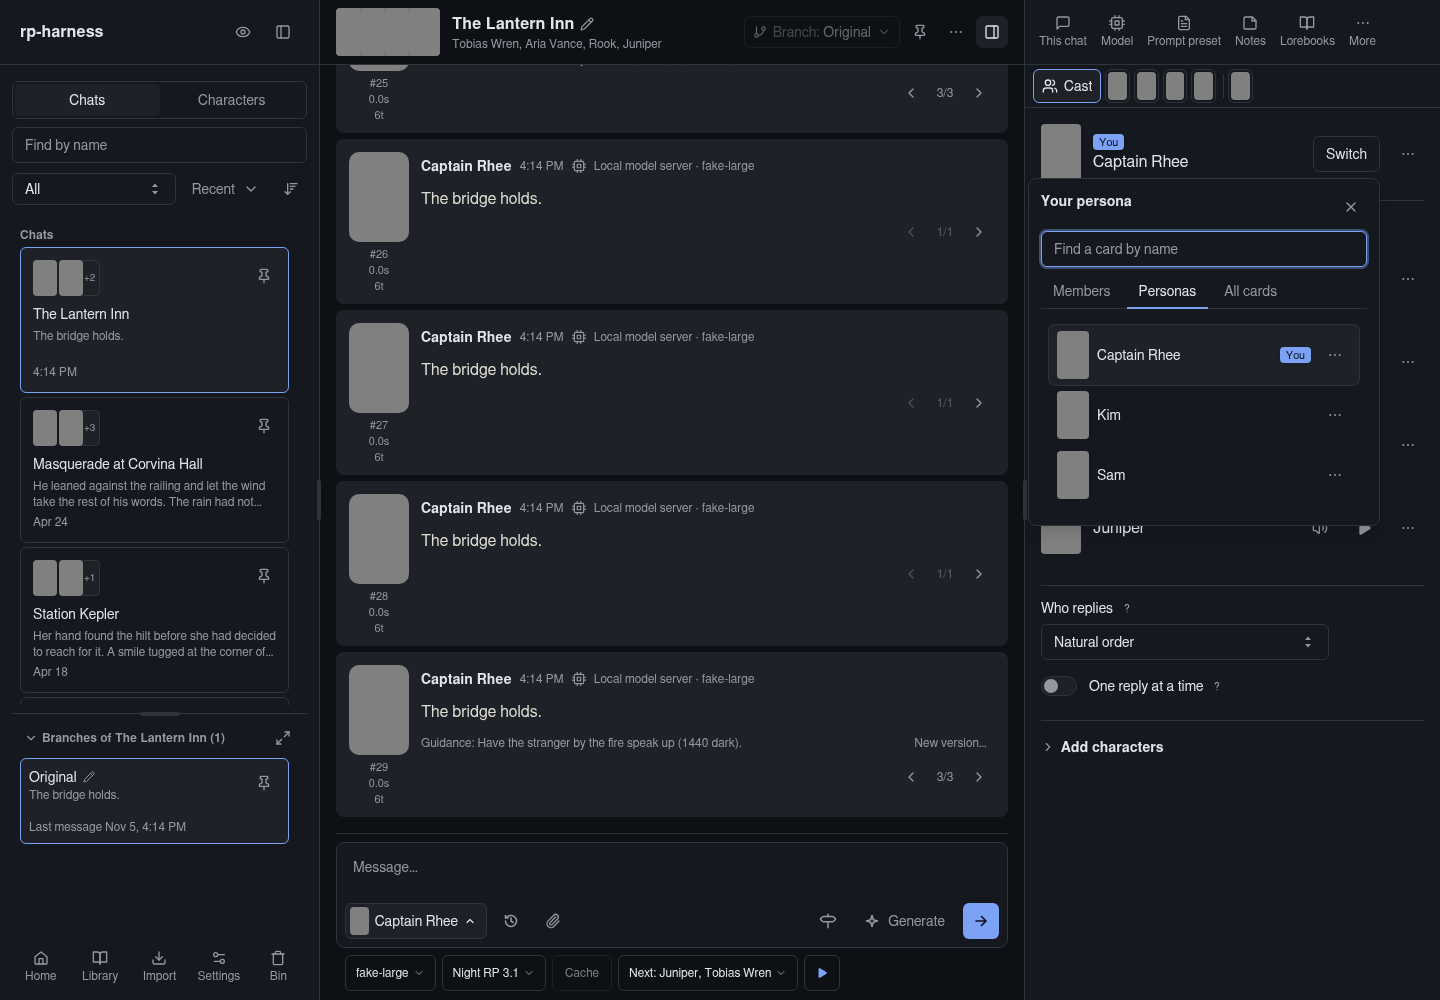 rp-harness
Chats
Characters
Find by name
All
Recent
Chats
+2
The Lantern Inn
The bridge holds.
4:14 PM
+3
Masquerade at Corvina Hall
He leaned against the railing and let the wind
take the rest of his words. The rain had not...
Apr 24
+1
Station Kepler
Her hand found the hilt before she had decided
to reach for it. A smile tugged at the corner of...
Apr 18
Branches of The Lantern Inn (1)
Original
The bridge holds.
Last message Nov 5, 4:14 PM
Home
Library
Import
Settings
Bin
The Lantern Inn
Tobias Wren, Aria Vance, Rook, Juniper
Branch: Original
#25
0.0s
6t
3/3
Captain Rhee 4:14 PM Local model server · fake-large
The bridge holds.
1/1
#26
0.0s
6t
Captain Rhee 4:14 PM Local model server · fake-large
The bridge holds.
1/1
#27
0.0s
6t
Captain Rhee 4:14 PM Local model server · fake-large
The bridge holds.
1/1
#28
0.0s
6t
Captain Rhee 4:14 PM Local model server · fake-large
The bridge holds.
Guidance: Have the stranger by the fire speak up (1440 dark).
New version...
#29
0.0s
6t
3/3
Message...
Captain Rhee
Generate
fake-large
Night RP 3.1
Cache
Next: Juniper, Tobias Wren
This chat
Model
Prompt preset
Notes
Lorebooks
More
Cast
You
Captain Rhee
Switch
Your persona
Find a card by name
Members
Personas
All cards
Captain Rhee
You
Kim
Sam
Juniper
Who replies ?
Natural order
One reply at a time ?
Add characters